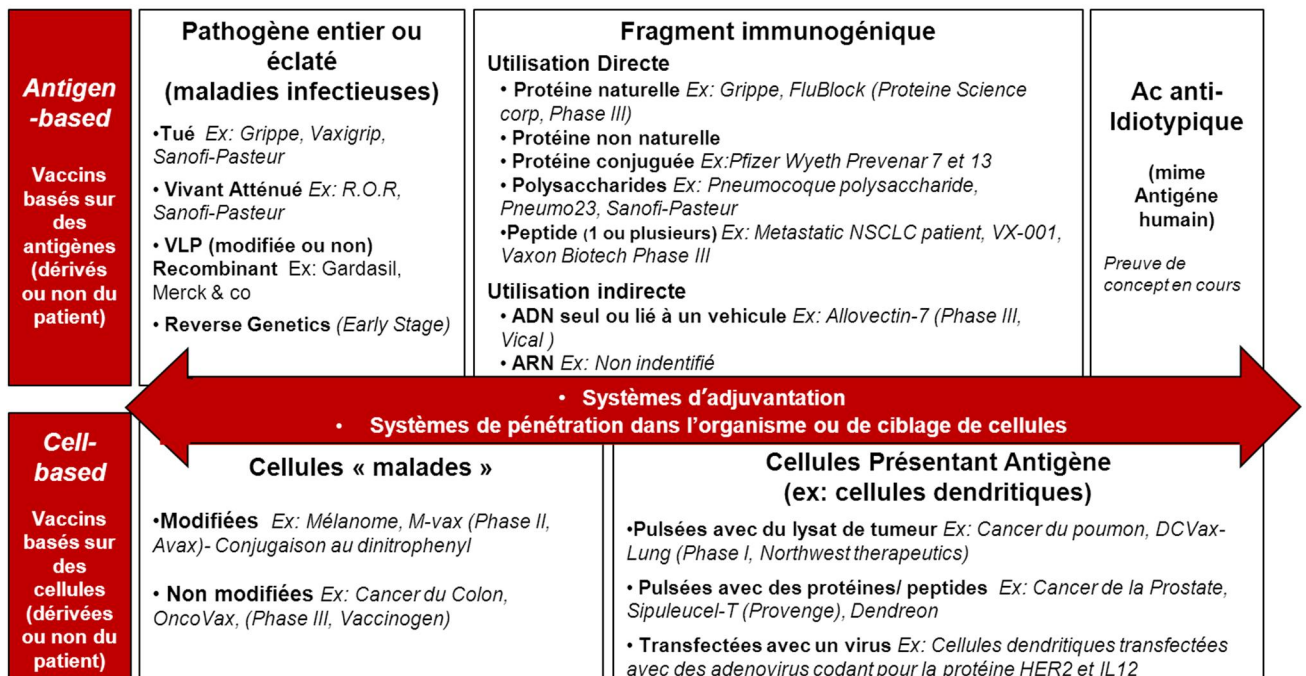 Antigen
-based
Vaccins
basés sur
des
antigènes
(dérivés
ou non du
patient)
Pathogène entier ou
éclaté
(maladies infectieuses)
•Tué Ex: Grippe, Vaxigrip,
Sanofi-Pasteur
• Vivant Atténué Ex: R.O.R,
Sanofi-Pasteur
• VLP (modifiée ou non)
Recombinant Ex: Gardasil,
Merck & co
• Reverse Genetics (Early Stage)
Fragment immunogénique
Utilisation Directe
• Protéine naturelle Ex: Grippe, FluBlock (Proteine Science
corp, Phase III)
• Protéine non naturelle
• Protéine conjuguée Ex:Pfizer Wyeth Prevenar 7 et 13
• Polysaccharides Ex: Pneumocoque polysaccharide,
Pneumo23, Sanofi-Pasteur
•Peptide (1 ou plusieurs) Ex: Metastatic NSCLC patient, VX-001,
Vaxon Biotech Phase III
Utilisation indirecte
• ADN seul ou lié à un vehicule Ex: Allovectin-7 (Phase III,
Vical )
• ARN Ex: Non indentifié
Ac anti-
Idiotypique
(mime
Antigéne
humain)
Preuve de
concept en cours
• Systèmes d’adjuvantation
• Systèmes de pénétration dans l’organisme ou de ciblage de cellules
Cell-
based
Vaccins
basés sur
des
cellules
(dérivées
ou non du
patient)
Cellules « malades »
•Modifiées Ex: Mélanome, M-vax (Phase II,
Avax)- Conjugaison au dinitrophenyl
• Non modifiées Ex: Cancer du Colon,
OncoVax, (Phase III, Vaccinogen)
Cellules Présentant Antigène
(ex: cellules dendritiques)
•Pulsées avec du lysat de tumeur Ex: Cancer du poumon, DCVax-
Lung (Phase I, Northwest therapeutics)
• Pulsées avec des protéines/ peptides Ex: Cancer de la Prostate,
Sipuleucel-T (Provenge), Dendreon
• Transfectées avec un virus Ex: Cellules dendritiques transfectées
avec des adenovirus codant pour la protéine HER2 et IL12